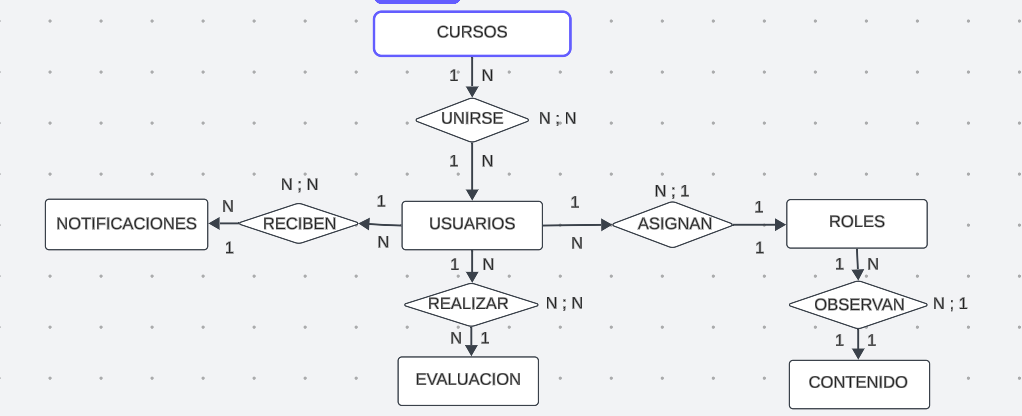 CURSOS
1 N
UNIRSE N ; N
1 N
N ; N
N ; 1
NOTIFICACIONES
N
1
RECIBEN
1
N
USUARIOS
1
N
ASIGNAN
1
1
ROLES
1 N
REALIZAR N ; N
N 1
EVALUACION
1 N
OBSERVAN N ; 1
1 1
CONTENIDO